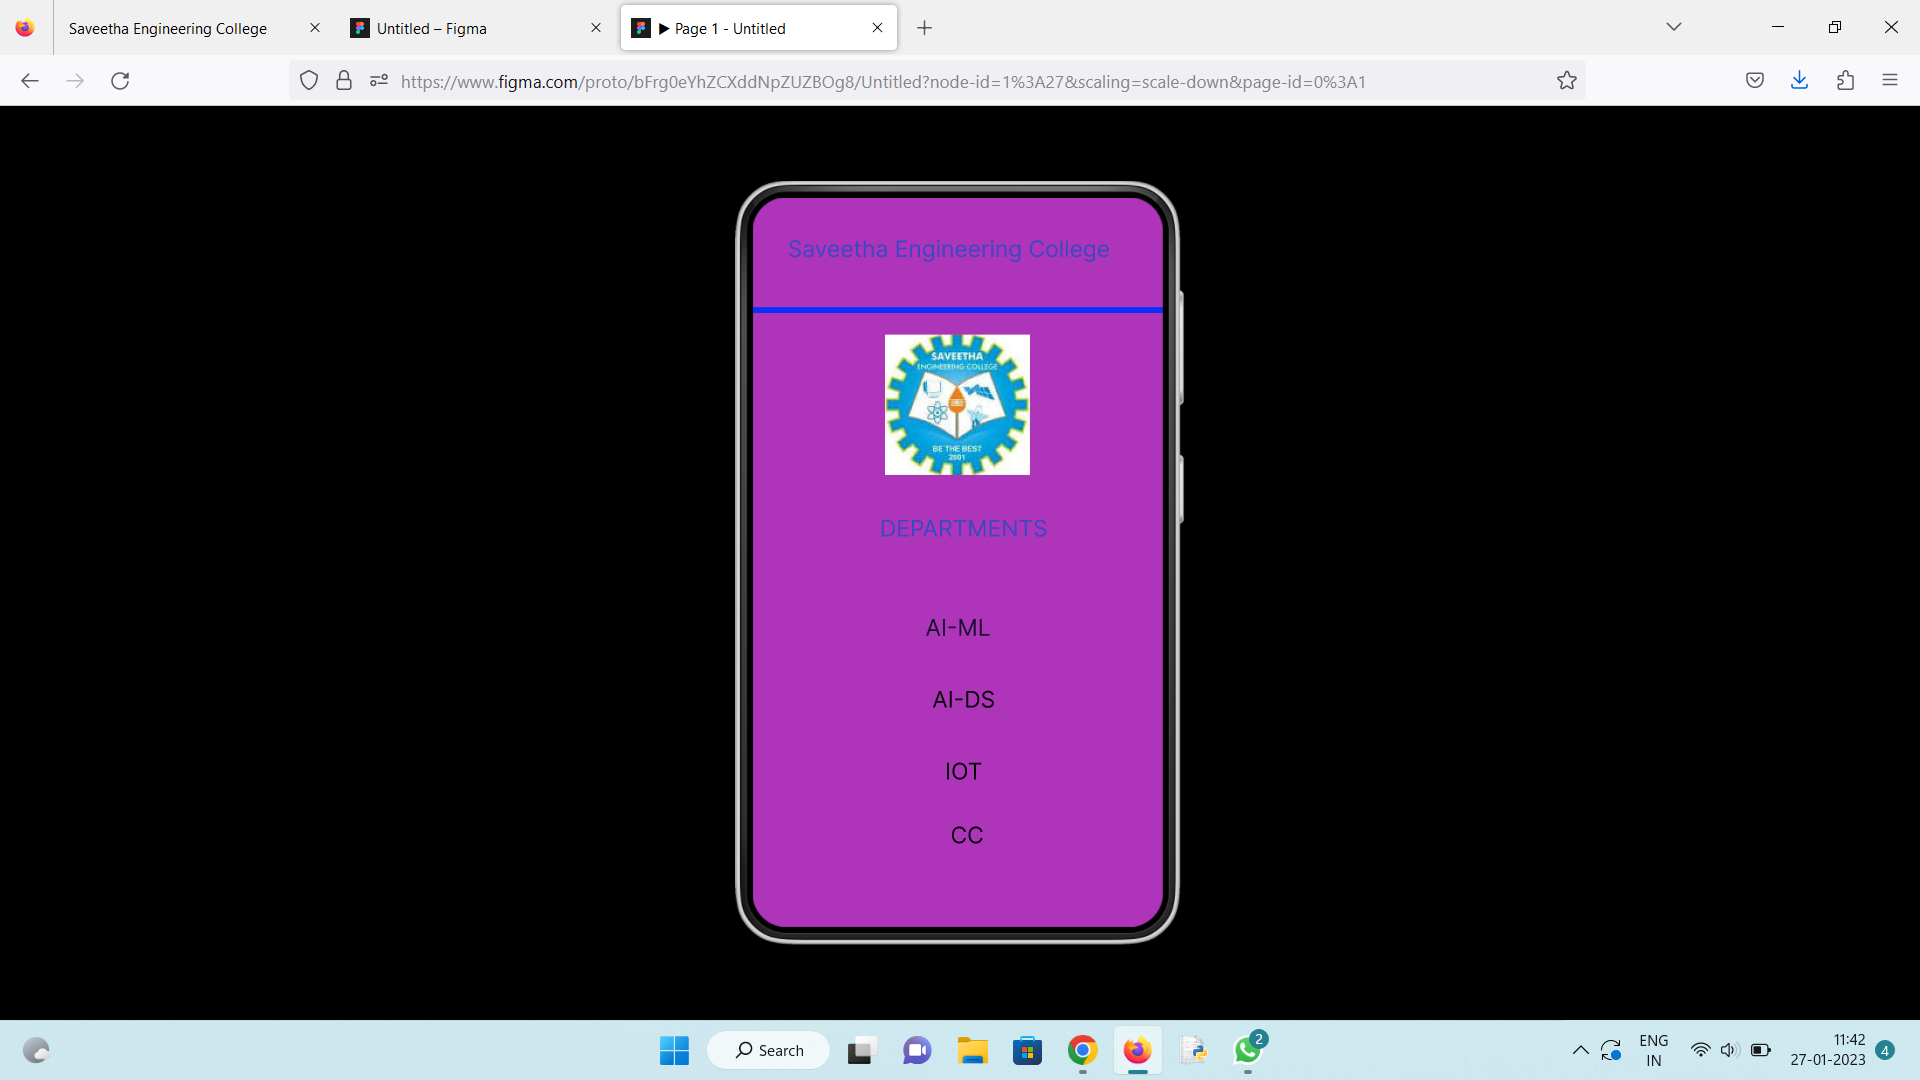 Saveetha Engineering College
Untitled – Figma
▶ Page 1 - Untitled
https://www.figma.com/proto/bFrg0eYhZCXddNpZUZBOg8/Untitled?node-id=1%3A27&scaling=scale-down&page-id=0%3A1
Saveetha Engineering College
SAVEETHA
ENGINEERING COLLEGE
BE THE BEST
2001
DEPARTMENTS
AI-ML
AI-DS
IOT
CC
Search
2
ENG
IN
11:42
27-01-2023
4